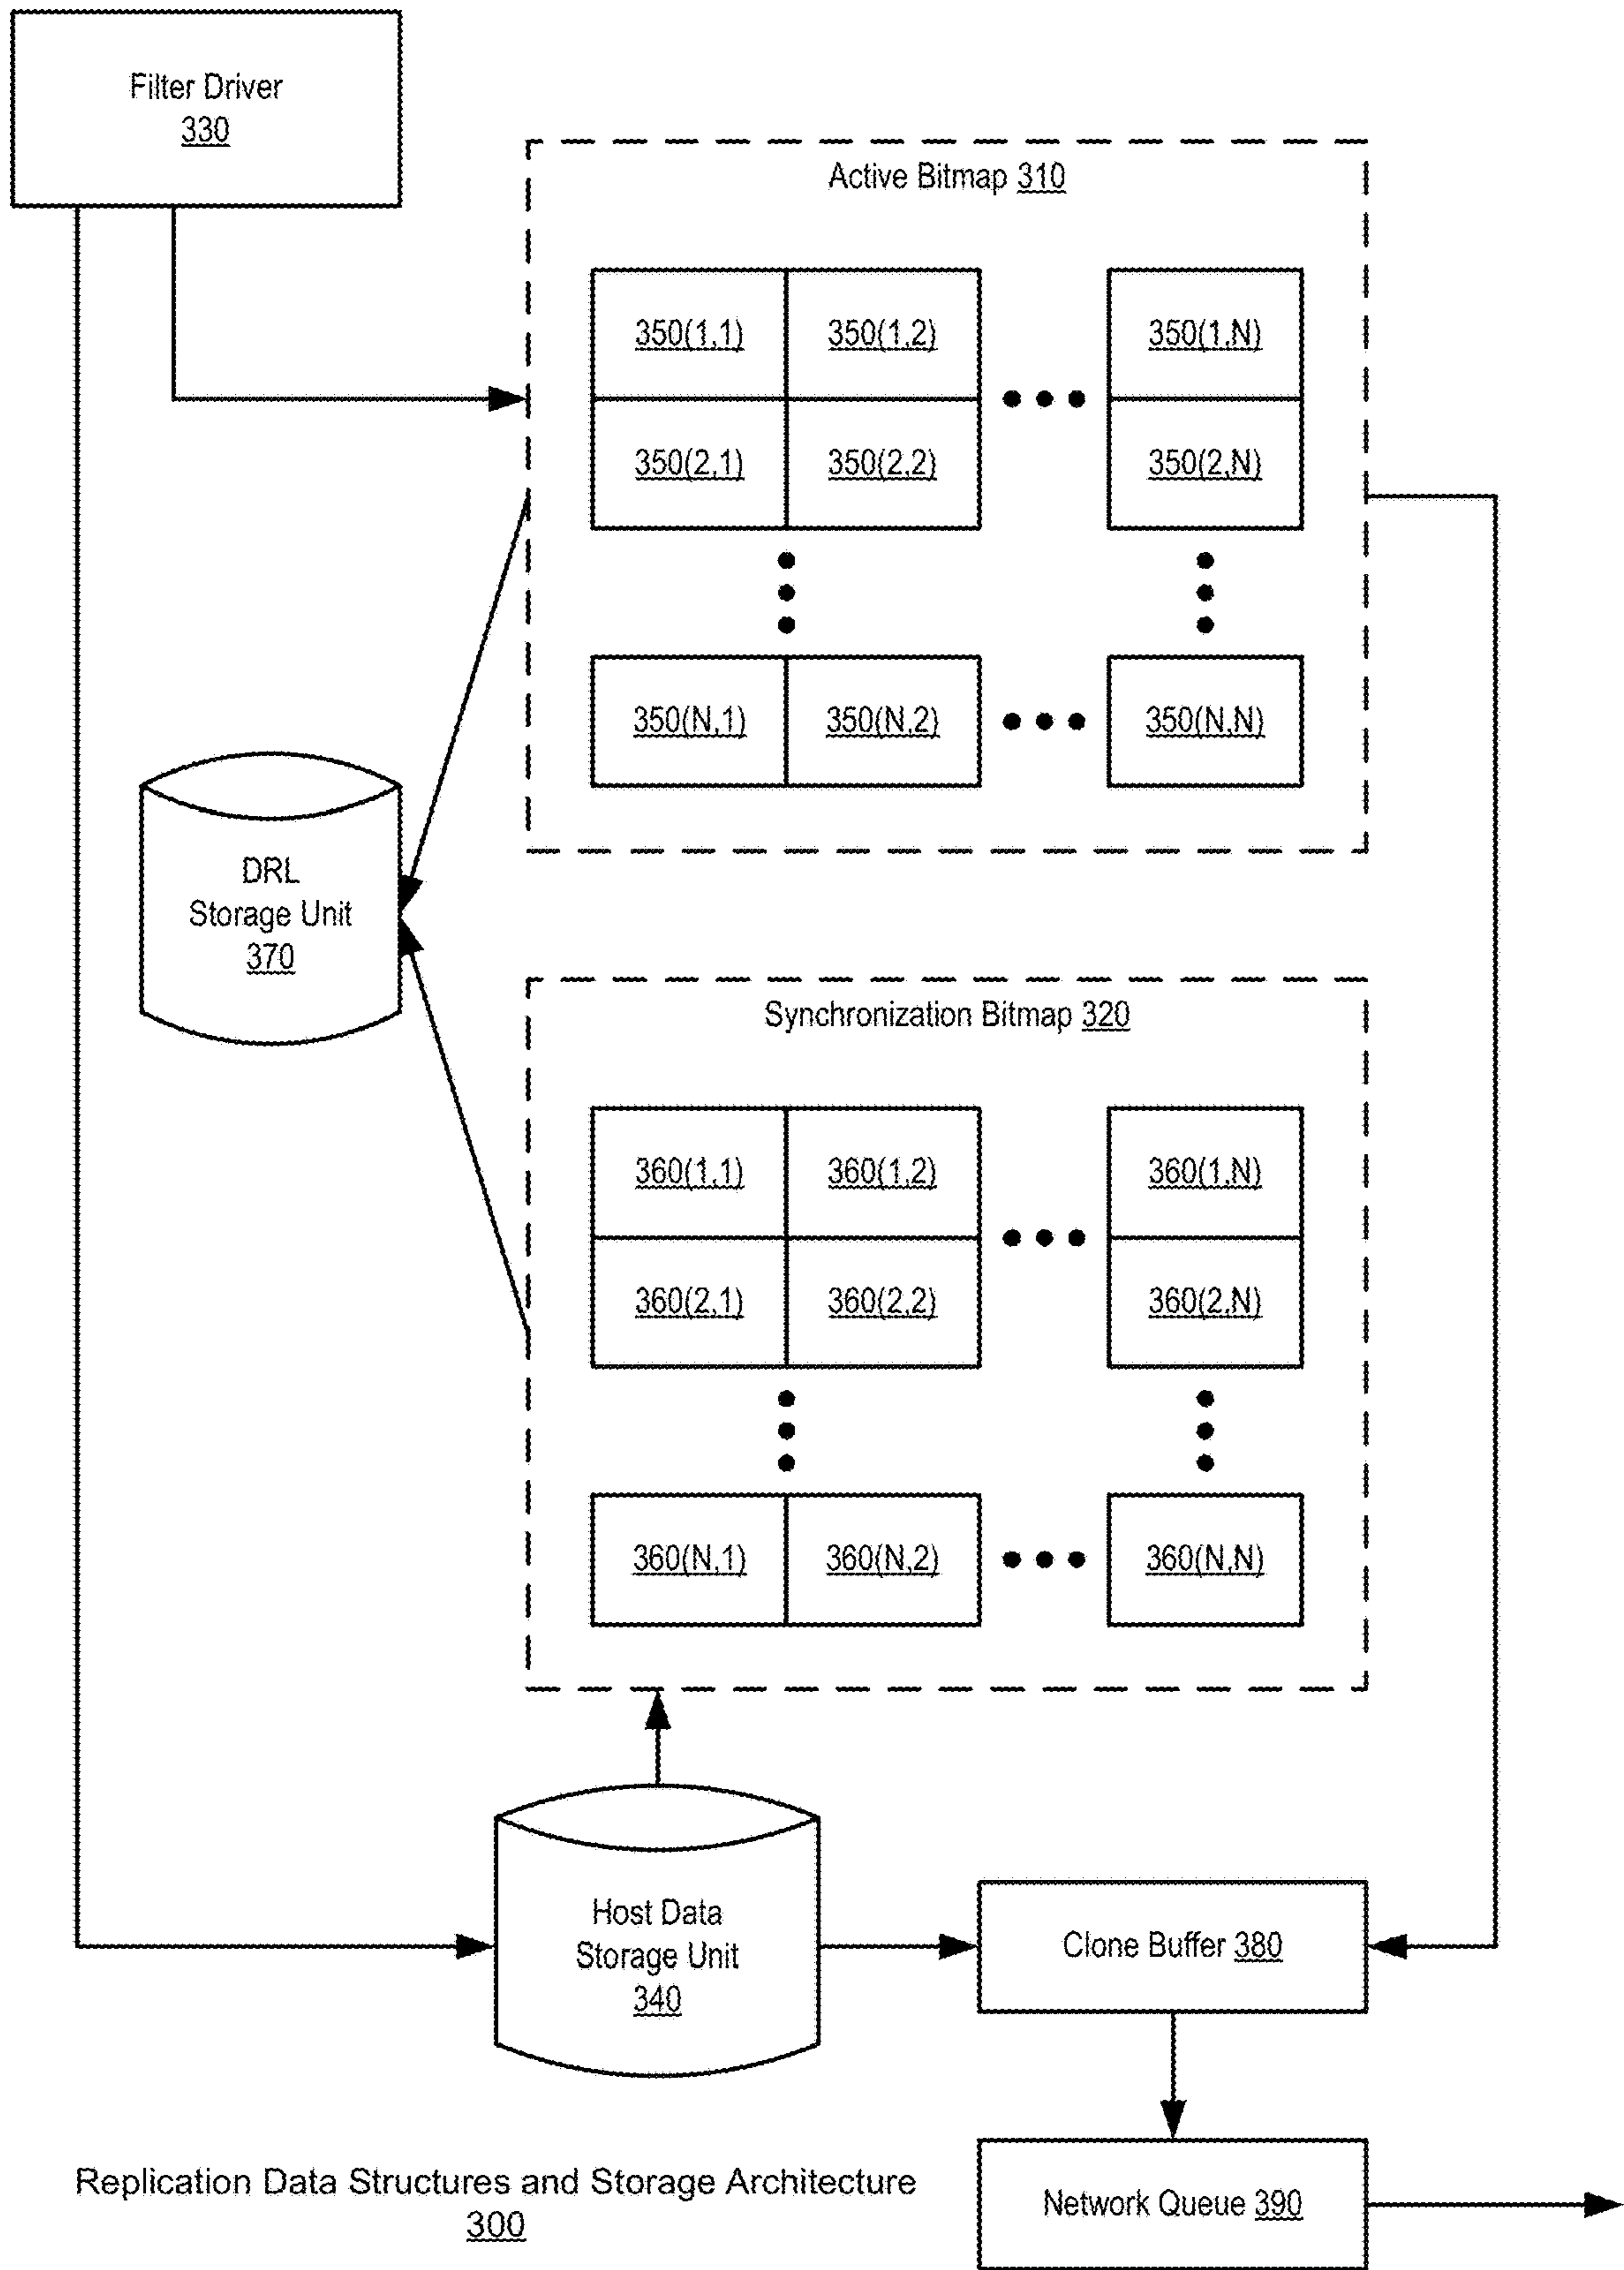 Filter Driver
330
Active Bitmap 310
350(1,1) 350(1,2) 350(1,N)
350(2,1) 350(2,2) 350(2,N)
350(N,1) 350(N,2) 350(N,N)
DRL
Storage Unit
370
Synchronization Bitmap 320
360(1,1) 360(1,2) 360(1,N)
360(2,1) 360(2,2) 360(2,N)
360(N,1) 360(N,2) 360(N,N)
Host Data
Storage Unit
340
Clone Buffer 380
Network Queue 390
Replication Data Structures and Storage Architecture
300